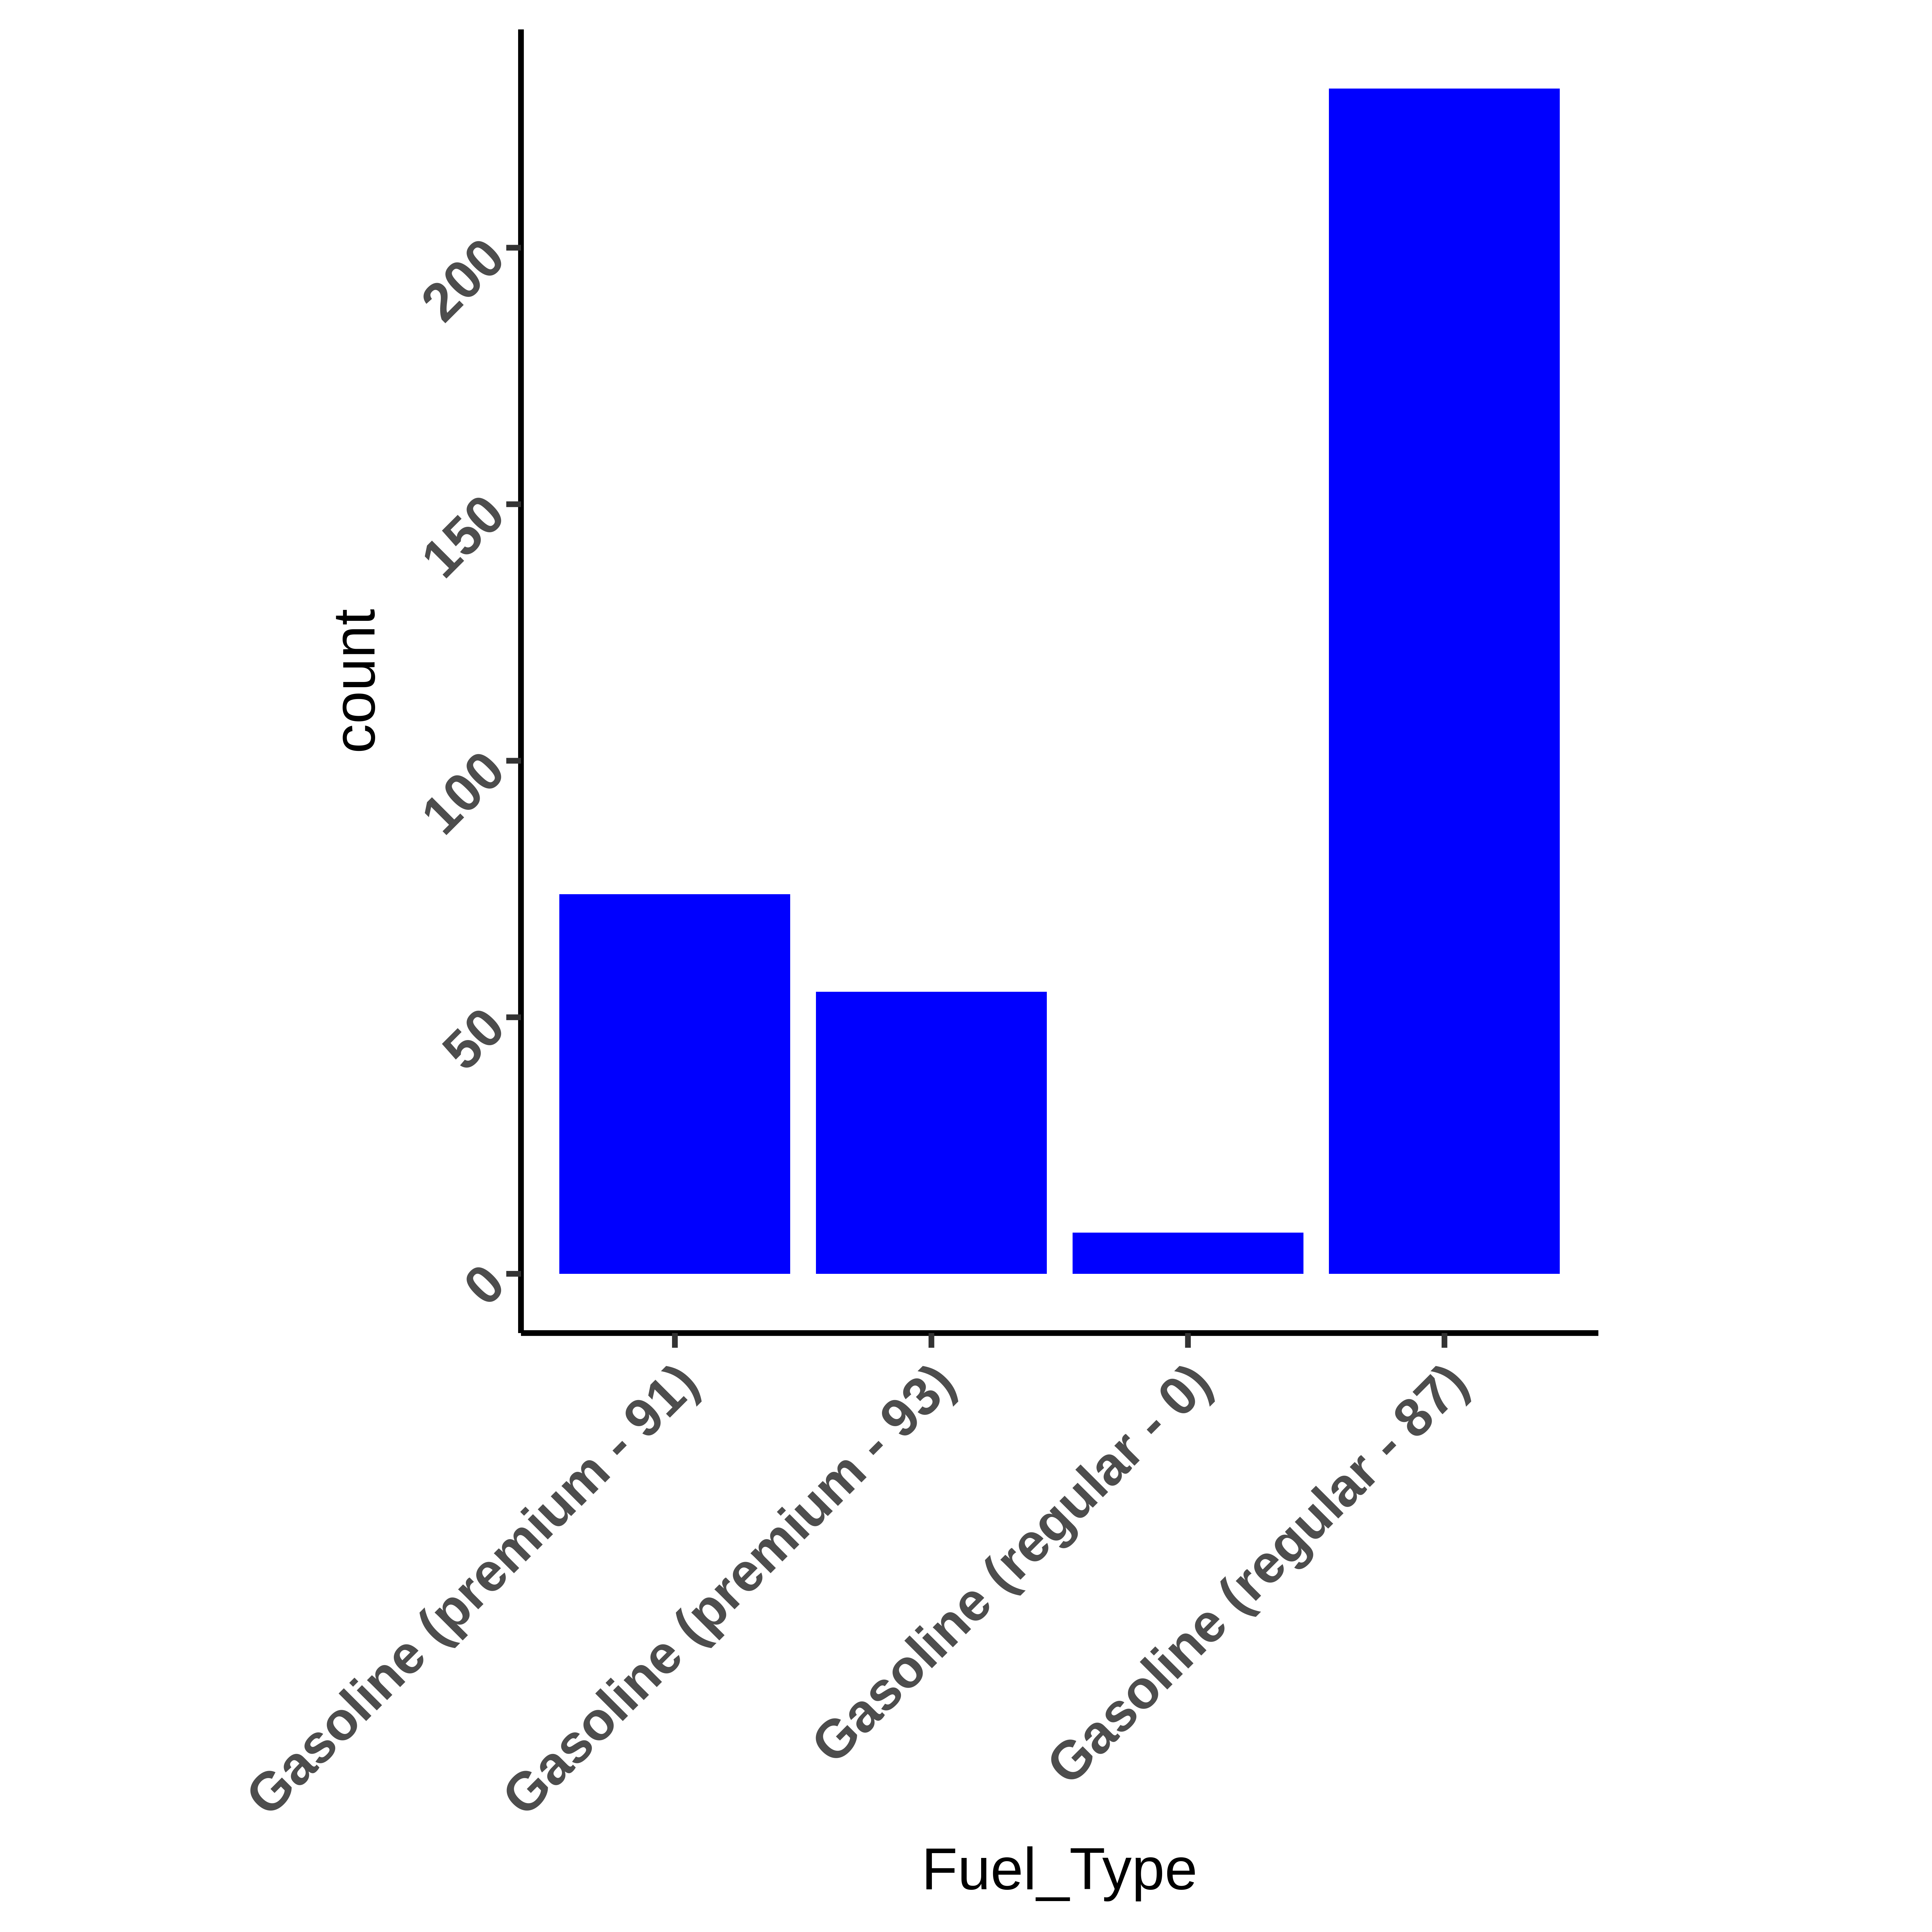 count
200
150
100
50
0
Gasoline (premium - 91)
Gasoline (premium - 93)
Gasoline (regular - 0)
Gasoline (regular - 87)
Fuel_Type